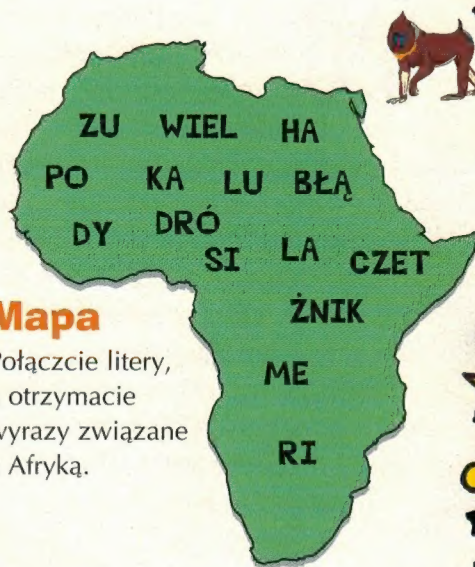 ZU WIEL HA
PO KA LU BŁĄ
DY DRÓ
SI LA CZET
ŻNIK
ME
RI
Mapa
Połączcie litery,
otrzymacie
wyrazy związane
Afryką.